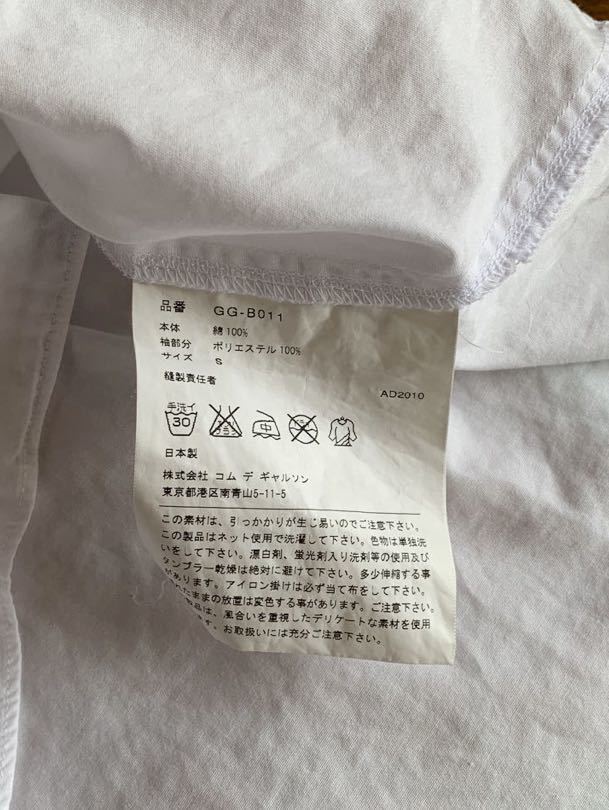 品番 GG-B011
本体 綿100%
袖部分 ポリエステル100%
サイズ S
縫製責任者
AD2010
手洗イ
30
中
日本製
株式会社 コム デ ギャルソン
東京都港区南青山5-11-5
この素材は、引っかかりが生じ易いのでご注意下さい。
この製品はネット使用で洗濯して下さい。色物は単独洗
いをして下さい。漂白剤、蛍光剤入り洗剤等の使用及び
タンブラー乾燥は絶対に避けて下さい。多少伸縮する事
があります。アイロン掛けは必ず当て布をして下さい。
たままの放置は変色する事があります。ご注意下さい。
品は、風合いを重視したデリケートな素材を使用
す。お取扱いには充分ご注意下さい。